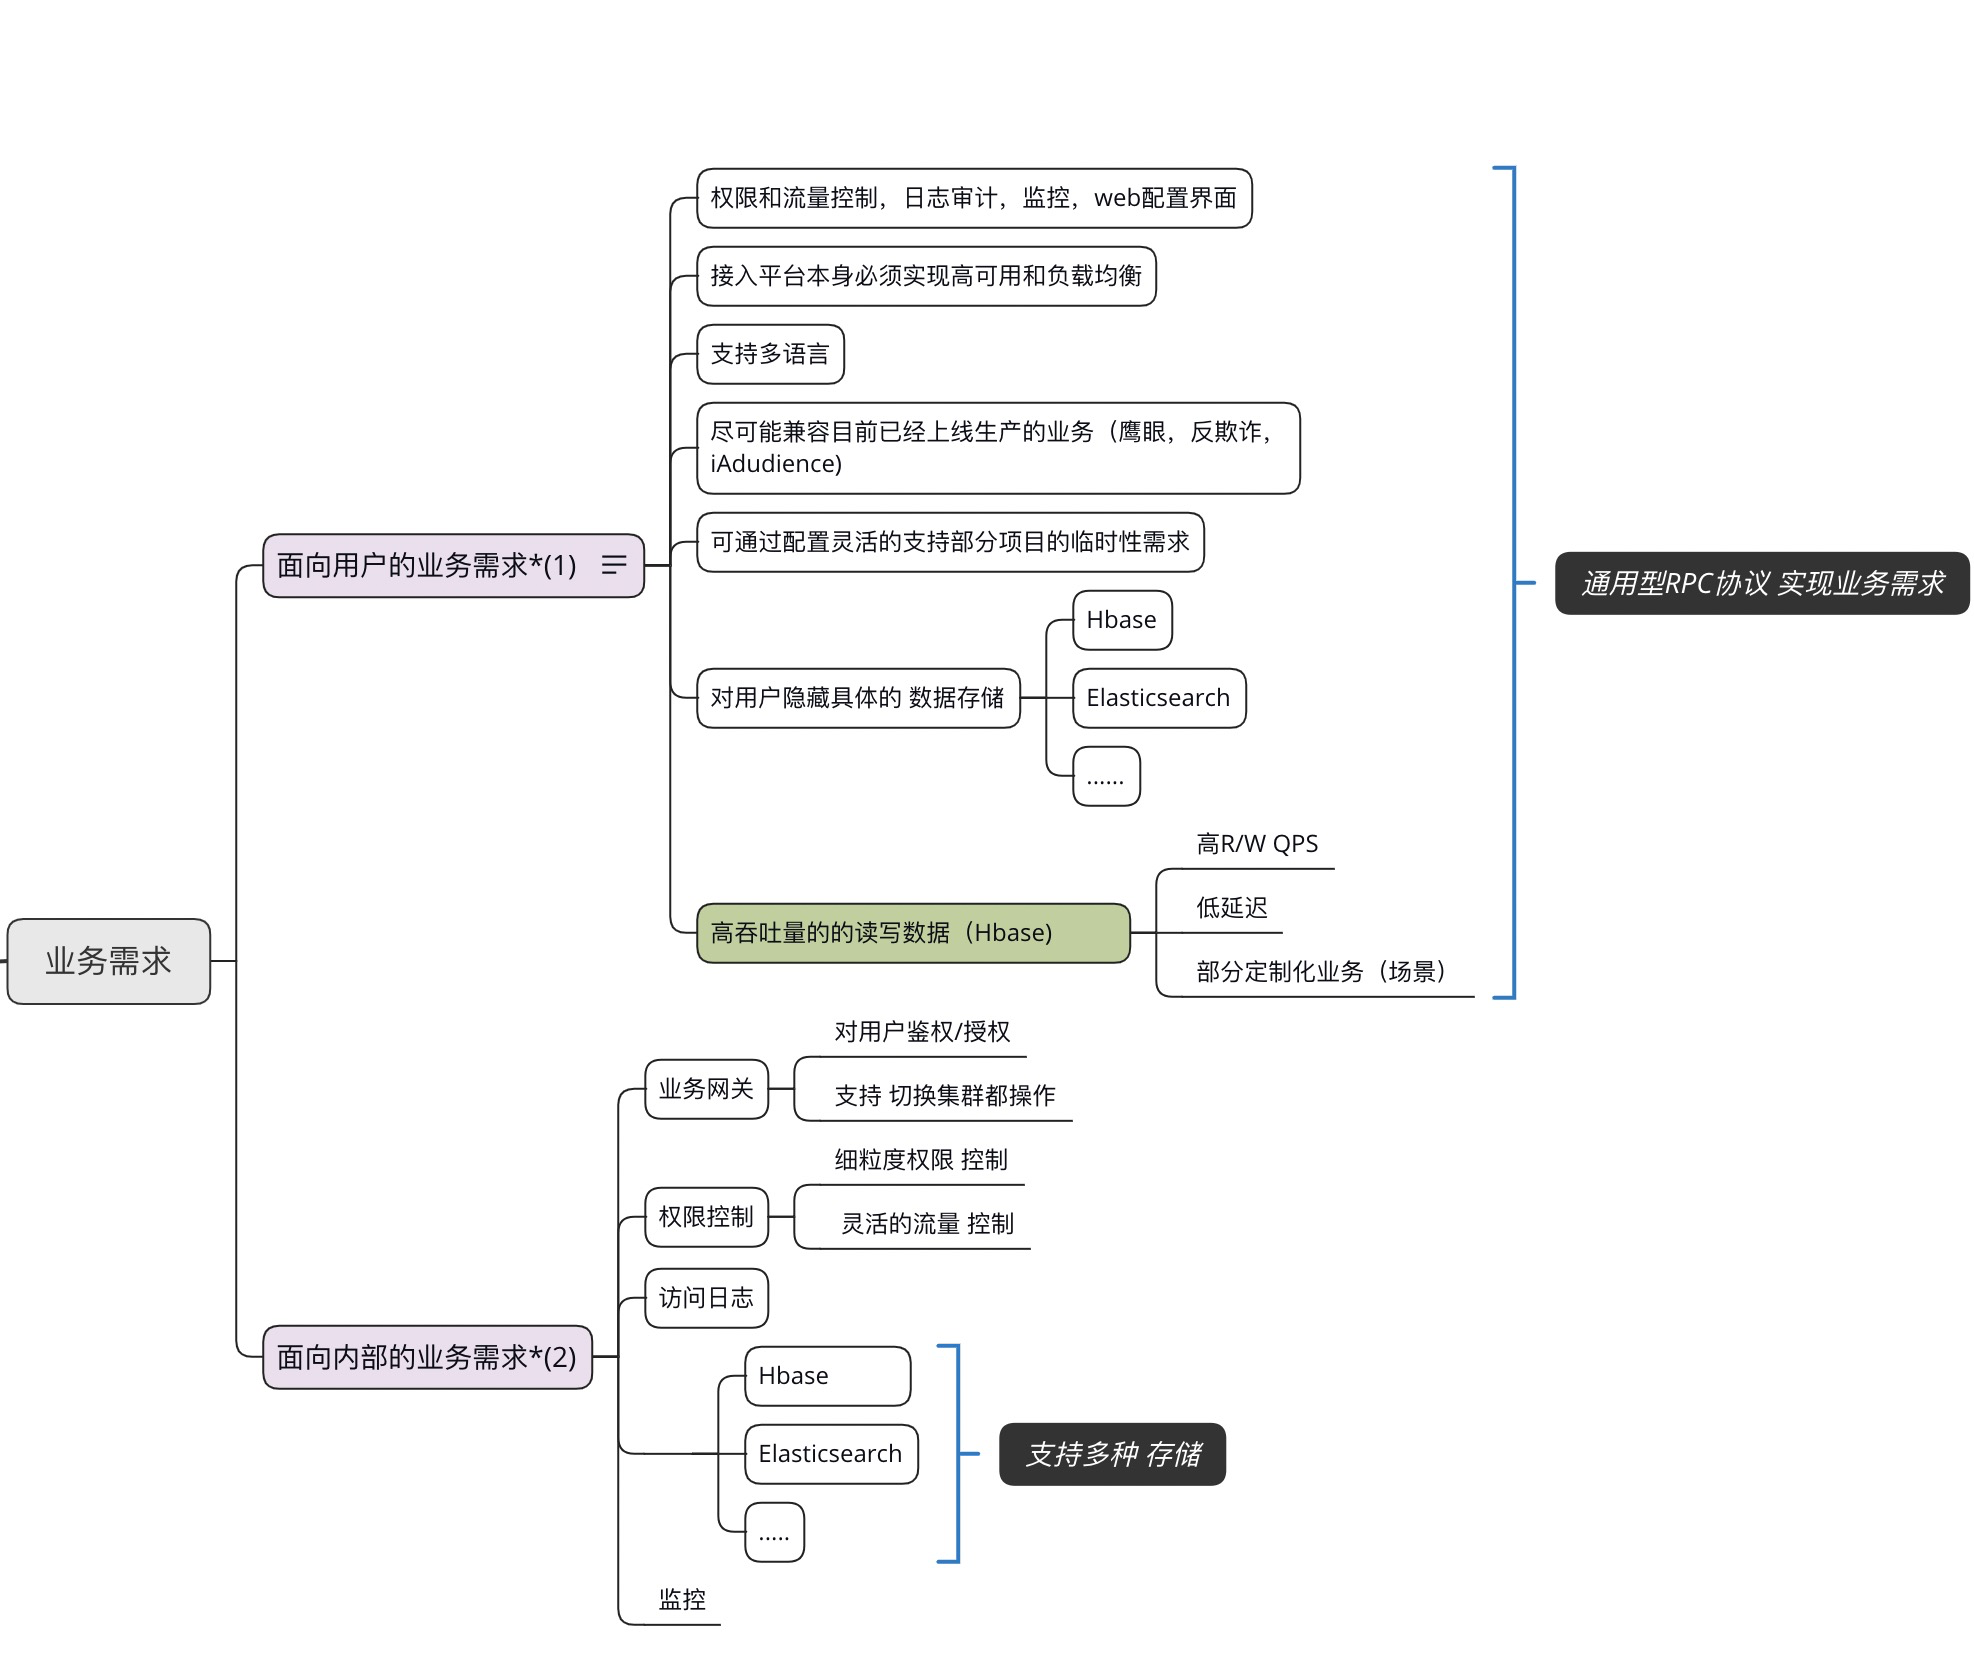 权限和流量控制，日志审计，监控，web配置界面
接入平台本身必须实现高可用和负载均衡
支持多语言
尽可能兼容目前已经上线生产的业务（鹰眼，反欺诈，
iAdudience)
面向用户的业务需求*(1)
可通过配置灵活的支持部分项目的临时性需求
通用型RPC协议 实现业务需求
Hbase
对用户隐藏具体的 数据存储
Elasticsearch
......
高R/W QPS
低延迟
高吞吐量的的读写数据（Hbase)
部分定制化业务（场景）
业务需求
对用户鉴权/授权
业务网关
支持 切换集群都操作
细粒度权限 控制
权限控制
灵活的流量 控制
访问日志
面向内部的业务需求*(2)
Hbase
Elasticsearch
支持多种 存储
.....
监控